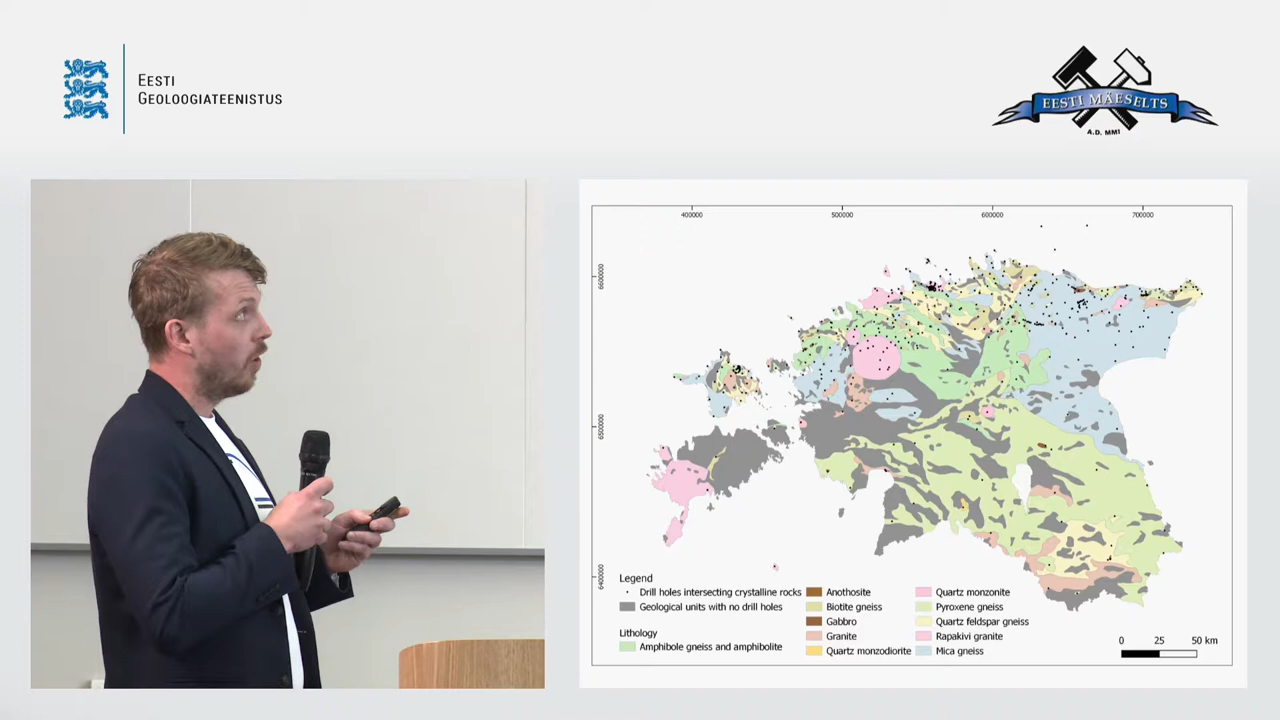 EESTI
GEOLOOGIATEENISTUS
EESTI MÄESELTS
A.D. MMI
400000
500000
600000
700000
6600000
6500000
6400000
Legend
Drill holes intersecting crystalline rocks
Geological units with no drill holes
Lithology
Amphibole gneiss and amphibolite
Anothosite
Biotite gneiss
Gabbro
Granite
Quartz monzodiorite
Quartz monzonite
Pyroxene gneiss
Quartz feldspar gneiss
Rapakivi granite
Mica gneiss
0 25 50 km